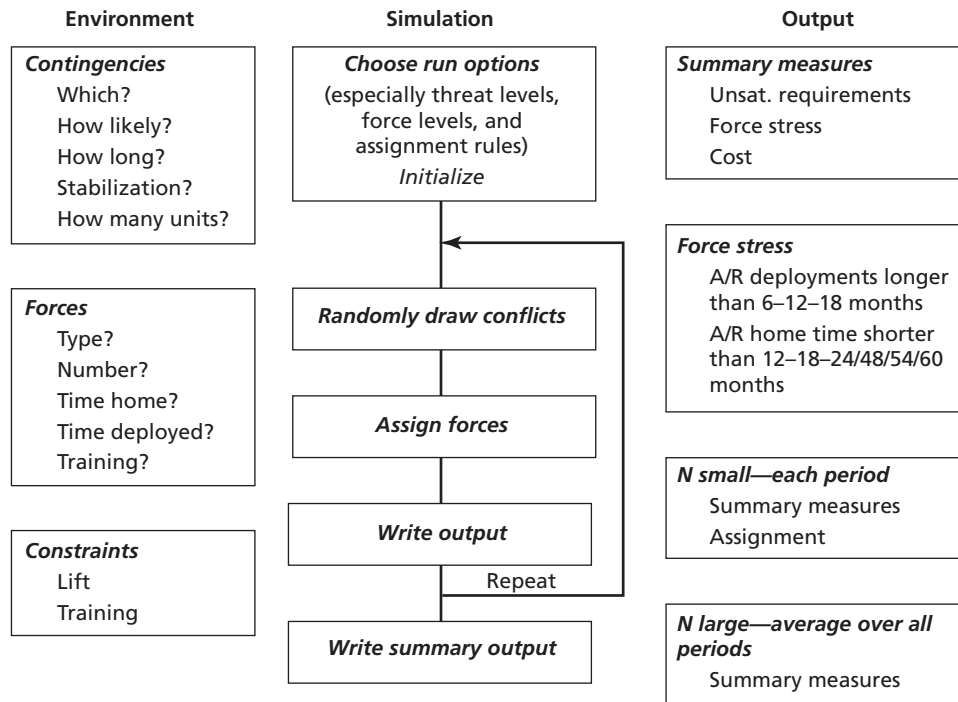 Environment
Contingencies
Which?
How likely?
How long?
Stabilization?
How many units?
Forces
Type?
Number?
Time home?
Time deployed?
Training?
Constraints
Lift
Training
Simulation
Choose run options
(especially threat levels,
force levels, and
assignment rules)
Initialize
Randomly draw conflicts
Assign forces
Write output
Repeat
Write summary output
Output
Summary measures
Unsat. requirements
Force stress
Cost
Force stress
A/R deployments longer
than 6–12–18 months
A/R home time shorter
than 12–18–24/48/54/60
months
N small—each period
Summary measures
Assignment
N large—average over all
periods
Summary measures